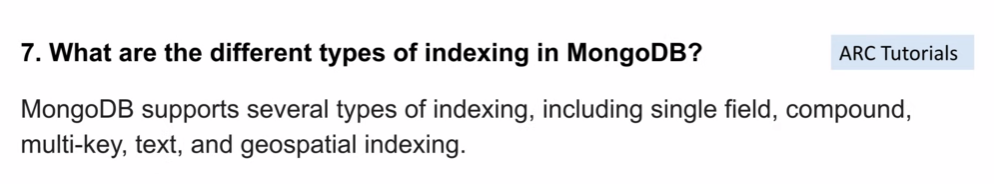 7. What are the different types of indexing in MongoDB?
ARC Tutorials
MongoDB supports several types of indexing, including single field, compound,
multi-key, text, and geospatial indexing.